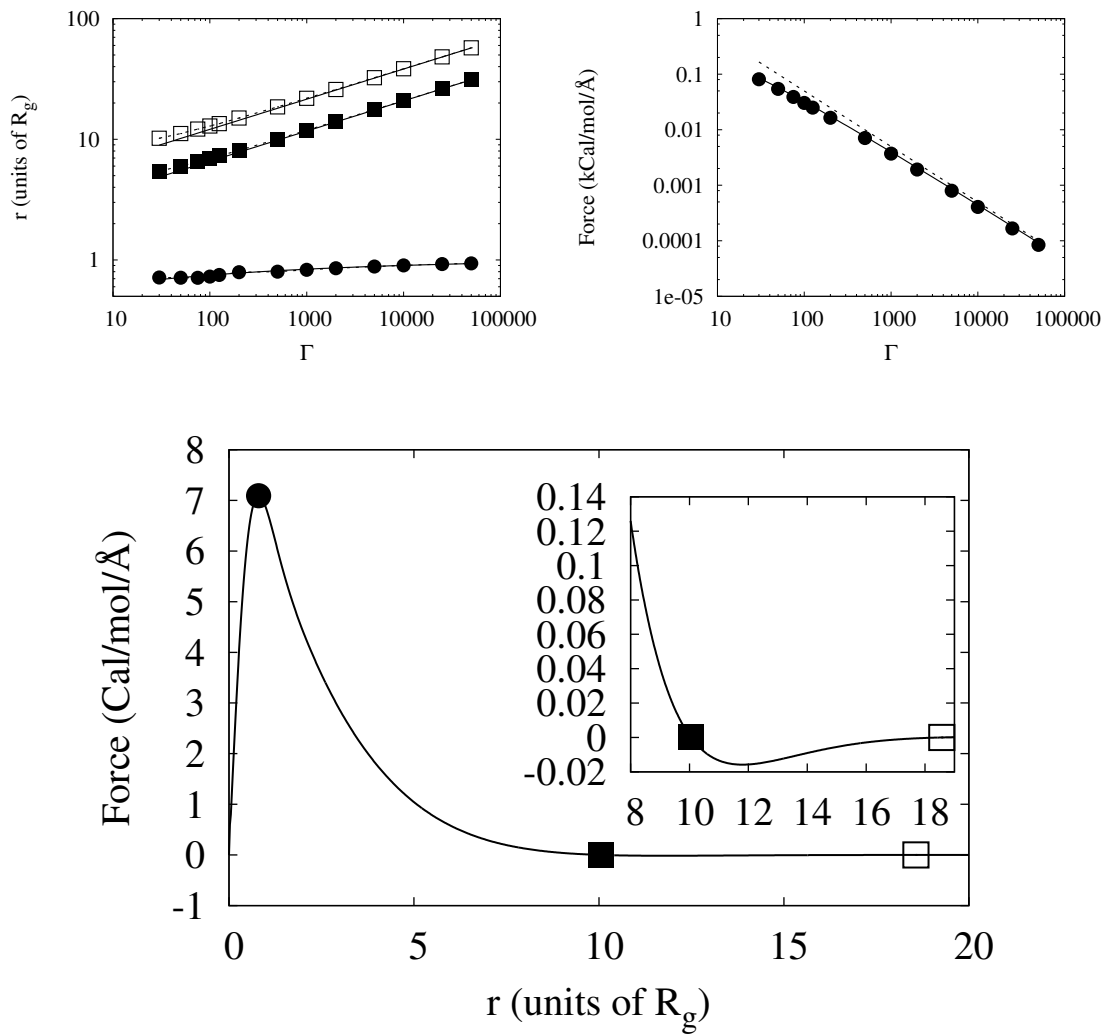 100
10
1
10 100 1000 10000 100000
r (units of R_g)
Γ
1
0.1
0.01
0.001
0.0001
1e-05
10 100 1000 10000 100000
Force (kCal/mol/Å)
Γ
8
7
6
5
4
3
2
1
0
-1
0 5 10 15 20
Force (Cal/mol/Å)
r (units of R_g)
0.14
0.12
0.1
0.08
0.06
0.04
0.02
0
-0.02
8 10 12 14 16 18